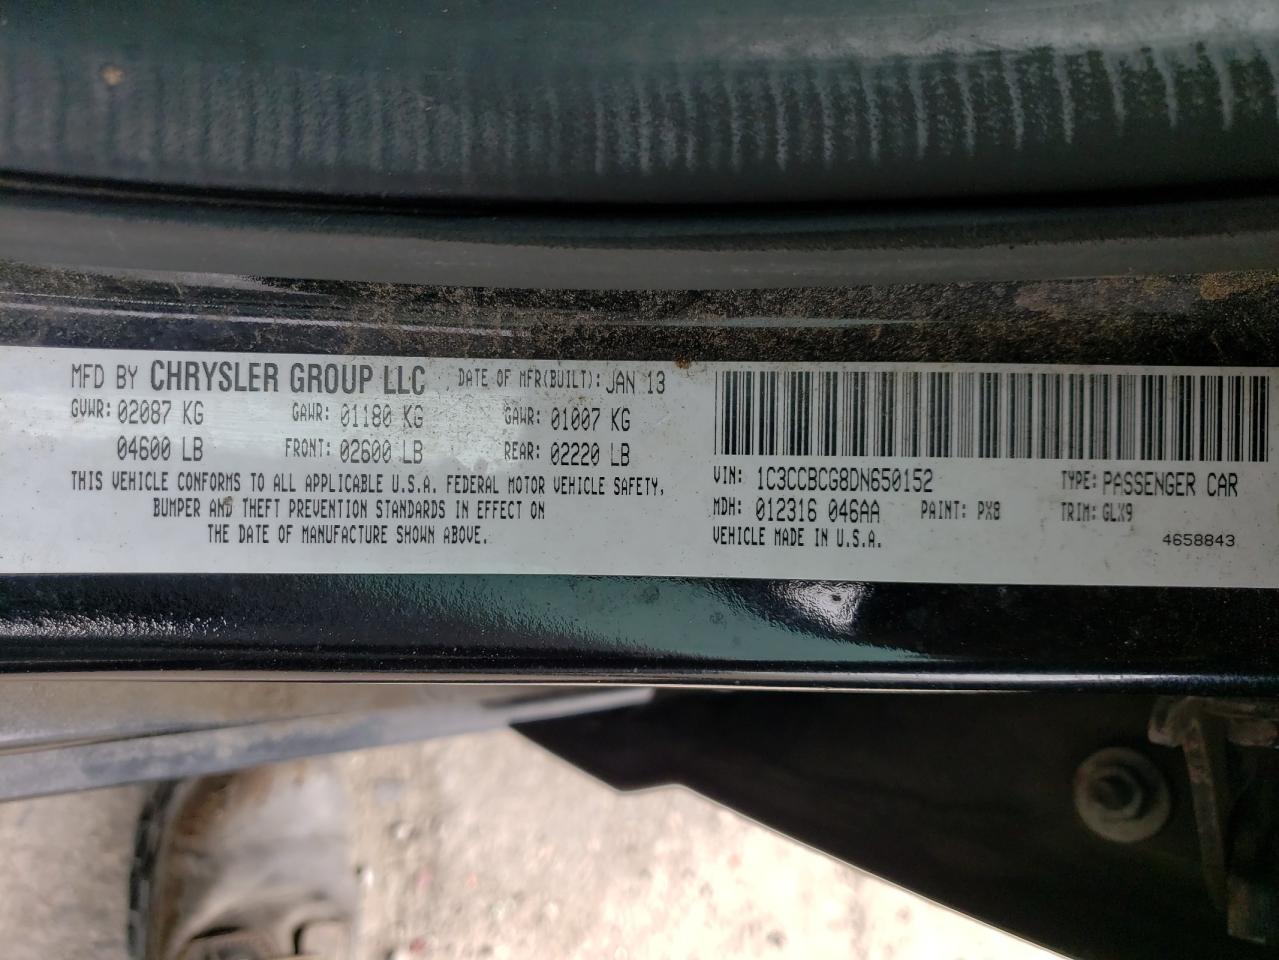 MFD BY CHRYSLER GROUP LLC DATE OF MFR(BUILT): JAN 13
GVWR: 02087 KG GAWR: 01180 KG GAWR: 01007 KG
04600 LB FRONT: 02600 LB REAR: 02220 LB
THIS VEHICLE CONFORMS TO ALL APPLICABLE U.S.A. FEDERAL MOTOR VEHICLE SAFETY,
BUMPER AND THEFT PREVENTION STANDARDS IN EFFECT ON
THE DATE OF MANUFACTURE SHOWN ABOVE.
VIN: 1C3CCBCG8DN650152 TYPE: PASSENGER CAR
MDH: 012316 046AA PAINT: PX8 TRIM: GLX9
VEHICLE MADE IN U.S.A. 4658843